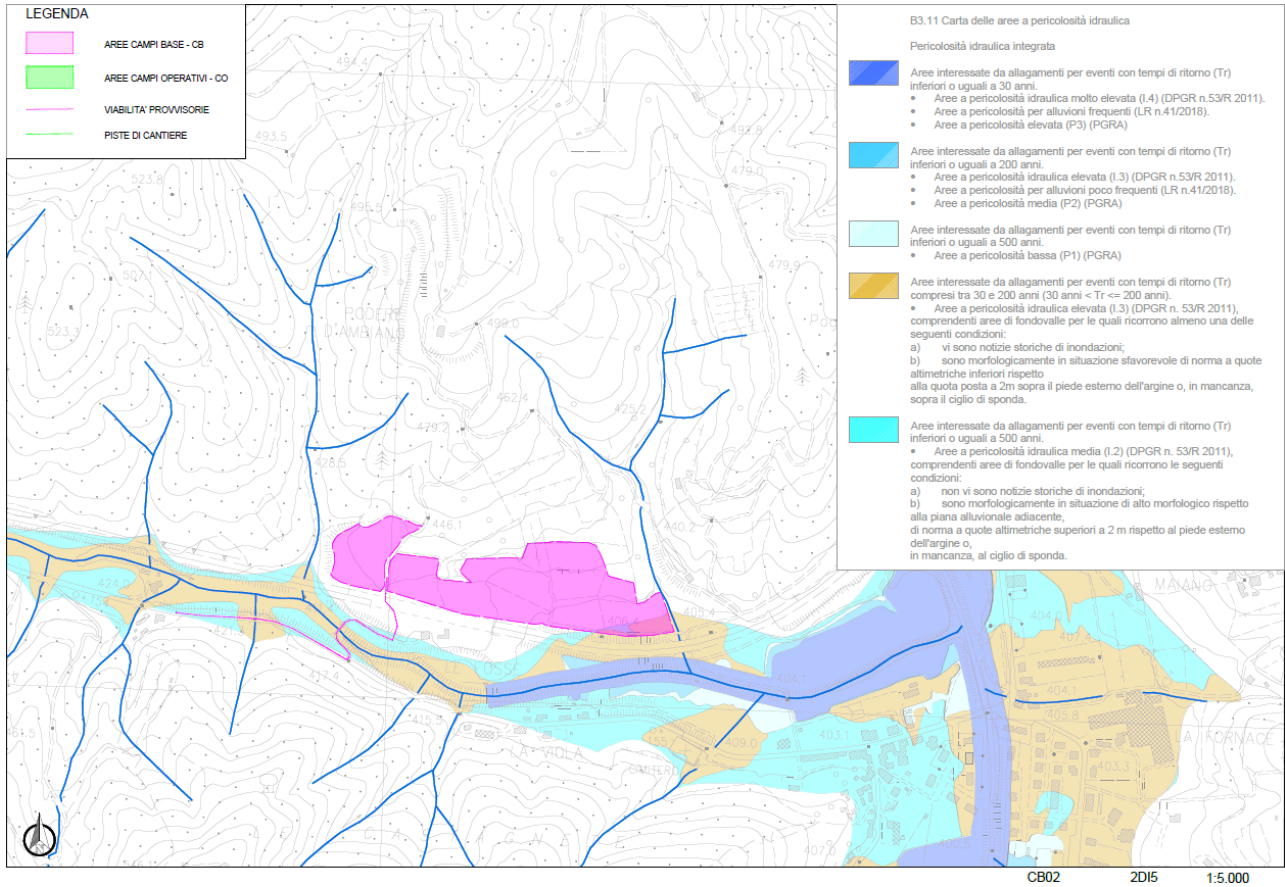 LEGENDA
AREE CAMPI BASE - CB
AREE CAMPI OPERATIVI - CO
VIABILITA' PROVVISORIE
PISTE DI CANTIERE
B3.11 Carta delle aree a pericolosità idraulica
Pericolosità idraulica integrata
Aree interessate da allagamenti per eventi con tempi di ritorno (Tr)
inferiori o uguali a 30 anni.
• Aree a pericolosità idraulica molto elevata (I.4) (DPGR n.53/R 2011).
• Aree a pericolosità per alluvioni frequenti (LR n.41/2018).
• Aree a pericolosità elevata (P3) (PGRA)
Aree interessate da allagamenti per eventi con tempi di ritorno (Tr)
inferiori o uguali a 200 anni.
• Aree a pericolosità idraulica elevata (I.3) (DPGR n.53/R 2011).
• Aree a pericolosità per alluvioni poco frequenti (LR n.41/2018).
• Aree a pericolosità media (P2) (PGRA)
Aree interessate da allagamenti per eventi con tempi di ritorno (Tr)
inferiori o uguali a 500 anni.
• Aree a pericolosità bassa (P1) (PGRA)
Aree interessate da allagamenti per eventi con tempi di ritorno (Tr)
compresi tra 30 e 200 anni (30 anni < Tr <= 200 anni).
• Aree a pericolosità idraulica elevata (I.3) (DPGR n. 53/R 2011),
comprendenti aree di fondovalle per le quali ricorrono almeno una delle
seguenti condizioni:
a) vi sono notizie storiche di inondazioni;
b) sono morfologicamente in situazione sfavorevole di norma a quote
altimetriche inferiori rispetto
alla quota posta a 2m sopra il piede esterno dell'argine o, in mancanza,
sopra il ciglio di sponda.
Aree interessate da allagamenti per eventi con tempi di ritorno (Tr)
inferiori o uguali a 500 anni.
• Aree a pericolosità idraulica media (I.2) (DPGR n. 53/R 2011),
comprendenti aree di fondovalle per le quali ricorrono le seguenti
condizioni:
a) non vi sono notizie storiche di inondazioni;
b) sono morfologicamente in situazione di alto morfologico rispetto
alla piana alluvionale adiacente,
di norma a quote altimetriche superiori a 2 m rispetto al piede esterno
dell'argine o,
in mancanza, al ciglio di sponda.
494.4
493.5
493.8
479.0
523.8
495.5
479.9
523.3
PODERE
D'AMBIANO
462.4
425.2
479.2
428.5
446.1
440.2
424.0
405.4
406.4
MAIANO
404.0
412.4
404.1
404.1
415.9
405.8
LA FORNACE
461.5
VIOLA
409.0
403.1
CIMITERO
403.3
400.5
CB02 2DI5 1:5.000